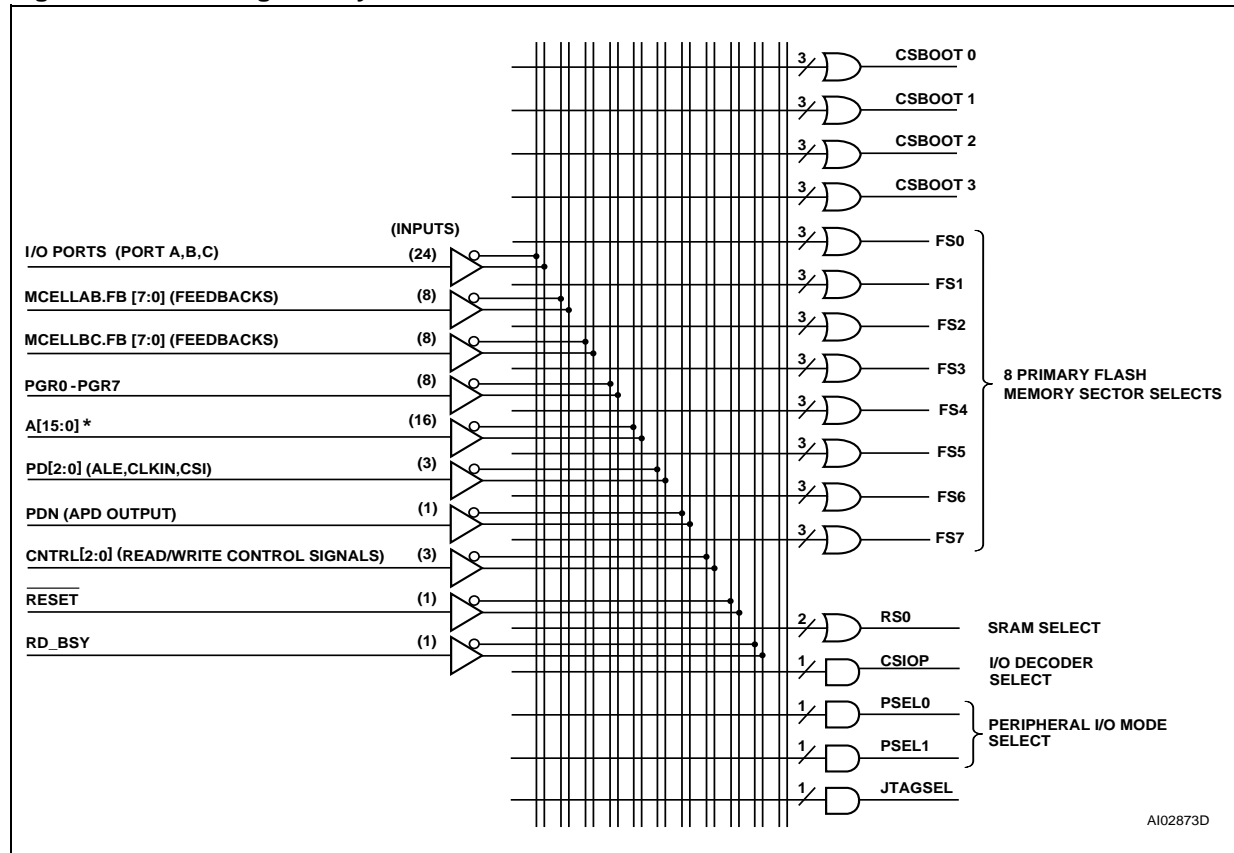 3 CSBOOT 0
3 CSBOOT 1
3 CSBOOT 2
3 CSBOOT 3
(INPUTS)
I/O PORTS (PORT A,B,C) (24)
MCELLAB.FB [7:0] (FEEDBACKS) (8)
MCELLBC.FB [7:0] (FEEDBACKS) (8)
PGR0 -PGR7 (8)
A[15:0] * (16)
PD[2:0] (ALE,CLKIN,CSI) (3)
PDN (APD OUTPUT) (1)
CNTRL[2:0] (READ/WRITE CONTROL SIGNALS) (3)
RESET (1)
RD_BSY (1)
3 FS0
3 FS1
3 FS2
3 FS3
3 FS4
3 FS5
3 FS6
3 FS7
8 PRIMARY FLASH
MEMORY SECTOR SELECTS
2 RS0 SRAM SELECT
1 CSIOP I/O DECODER
SELECT
1 PSEL0
1 PSEL1
PERIPHERAL I/O MODE
SELECT
1 JTAGSEL
AI02873D